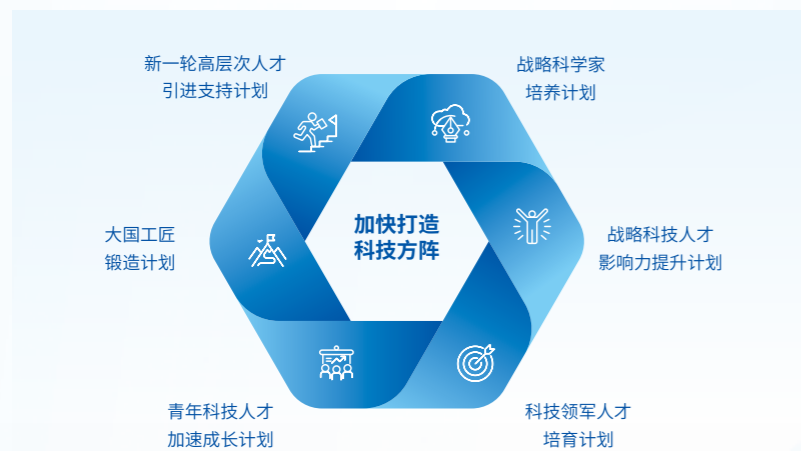 新一轮高层次人才
引进支持计划
战略科学家
培养计划
加快打造
科技方阵
大国工匠
锻造计划
战略科技人才
影响力提升计划
青年科技人才
加速成长计划
科技领军人才
培育计划